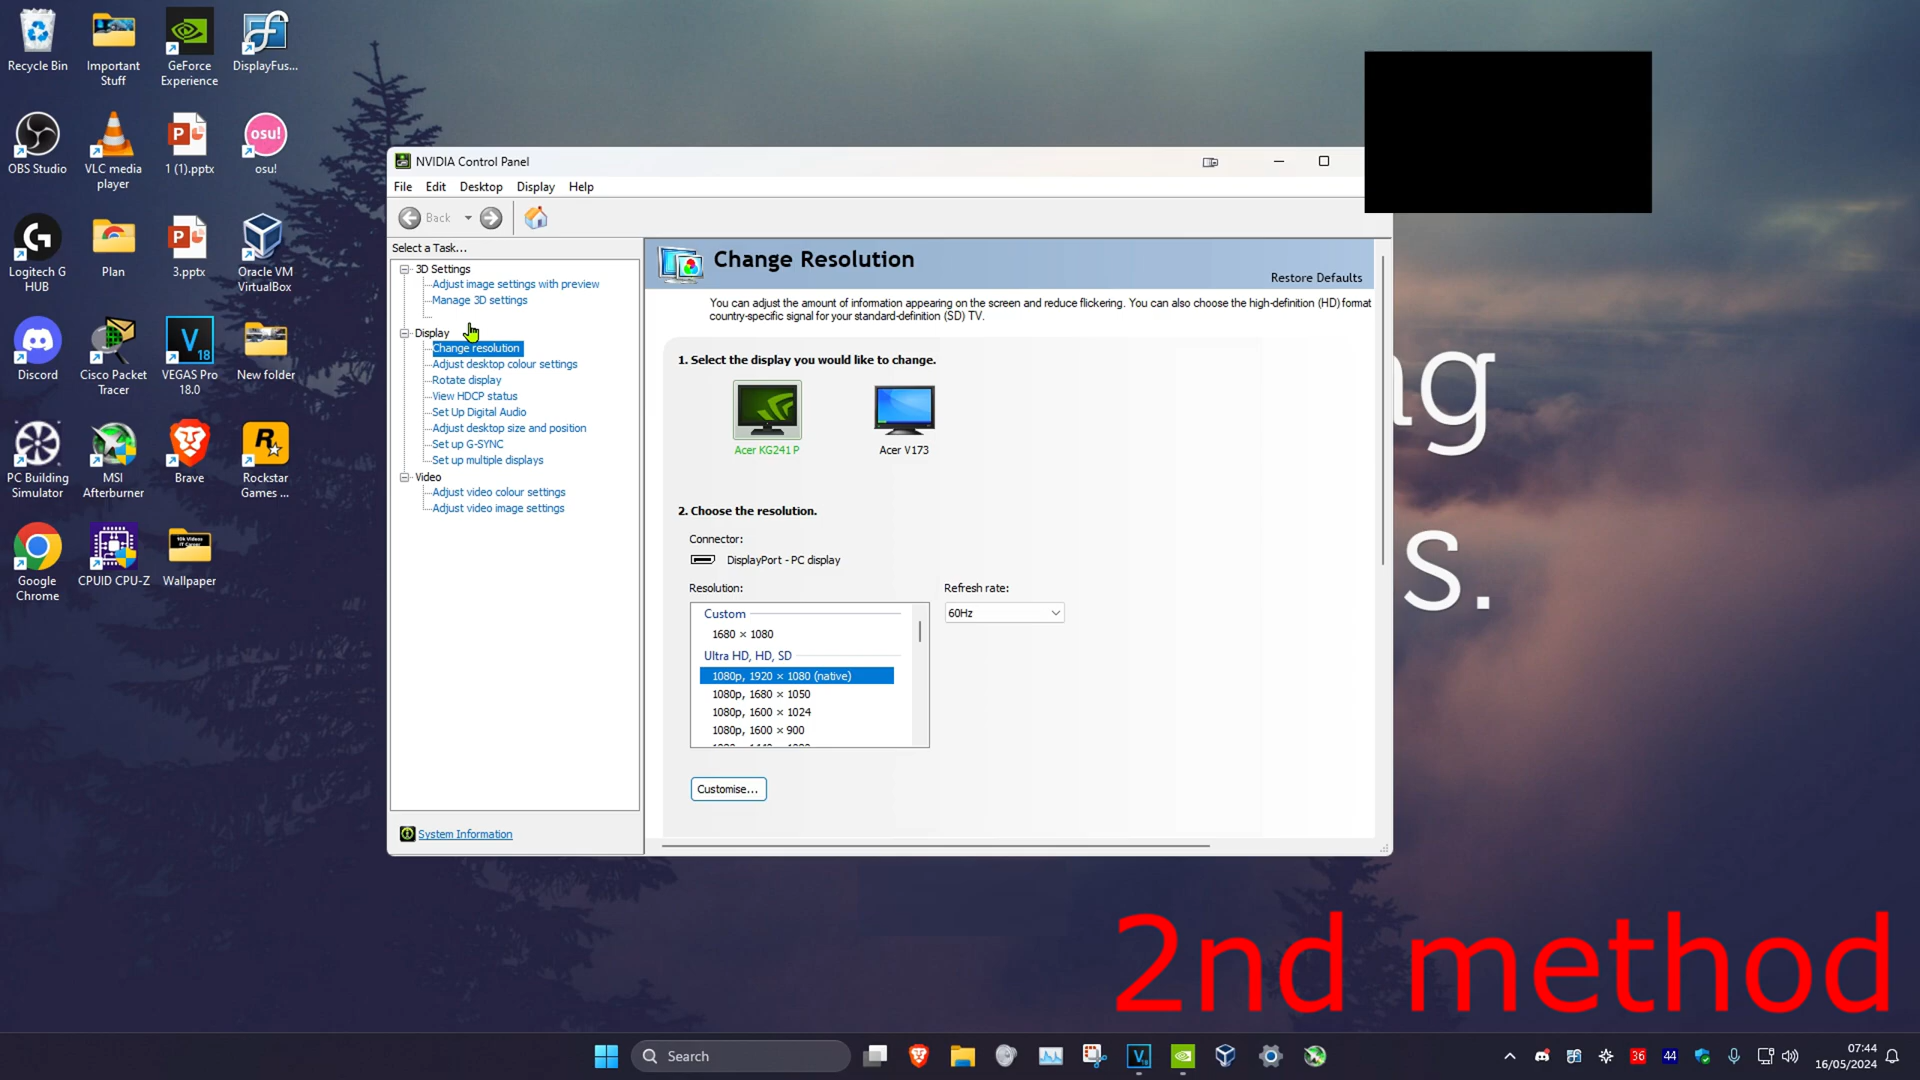 Recycle Bin
Important Stuff
GeForce Experience
DisplayFus...
OBS Studio
VLC media player
1 (1).pptx
osu!
osu!
Logitech G HUB
Plan
3.pptx
Oracle VM VirtualBox
Discord
Cisco Packet Tracer
VEGAS Pro 18.0
New folder
PC Building Simulator
MSI Afterburner
Brave
Rockstar Games ...
Google Chrome
CPUID CPU-Z
Wallpaper
NVIDIA Control Panel
File Edit Desktop Display Help
Back
Select a Task...
3D Settings
Adjust image settings with preview
Manage 3D settings
Display
Change resolution
Adjust desktop colour settings
Rotate display
View HDCP status
Set Up Digital Audio
Adjust desktop size and position
Set up G-SYNC
Set up multiple displays
Video
Adjust video colour settings
Adjust video image settings
System Information
Change Resolution
Restore Defaults
You can adjust the amount of information appearing on the screen and reduce flickering. You can also choose the high-definition (HD) format
country-specific signal for your standard-definition (SD) TV.
1. Select the display you would like to change.
Acer KG241 P
Acer V173
2. Choose the resolution.
Connector:
DisplayPort - PC display
Resolution:
Refresh rate:
Custom
60Hz
1680 × 1080
Ultra HD, HD, SD
1080p, 1920 × 1080 (native)
1080p, 1680 × 1050
1080p, 1600 × 1024
1080p, 1600 × 900
Customise...
g
s.
2nd method
Search
36
44
07:44
16/05/2024